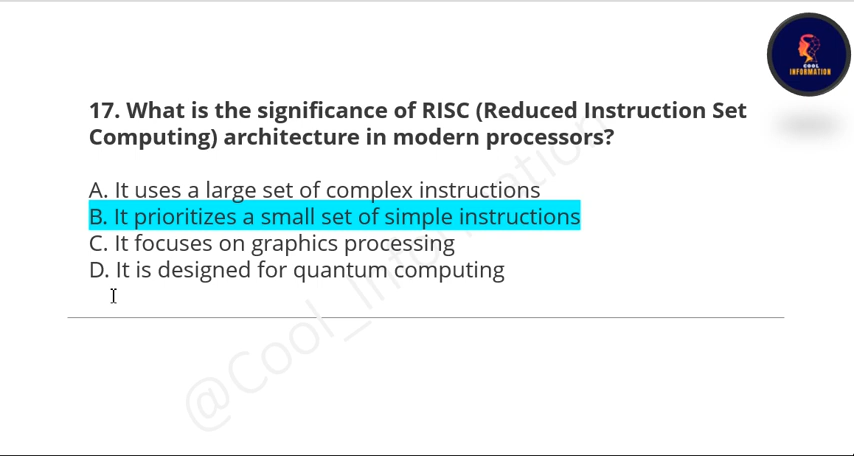 COOL
INFORMATION
17. What is the significance of RISC (Reduced Instruction Set
Computing) architecture in modern processors?
A. It uses a large set of complex instructions
B. It prioritizes a small set of simple instructions
C. It focuses on graphics processing
D. It is designed for quantum computing
@Cool_Information